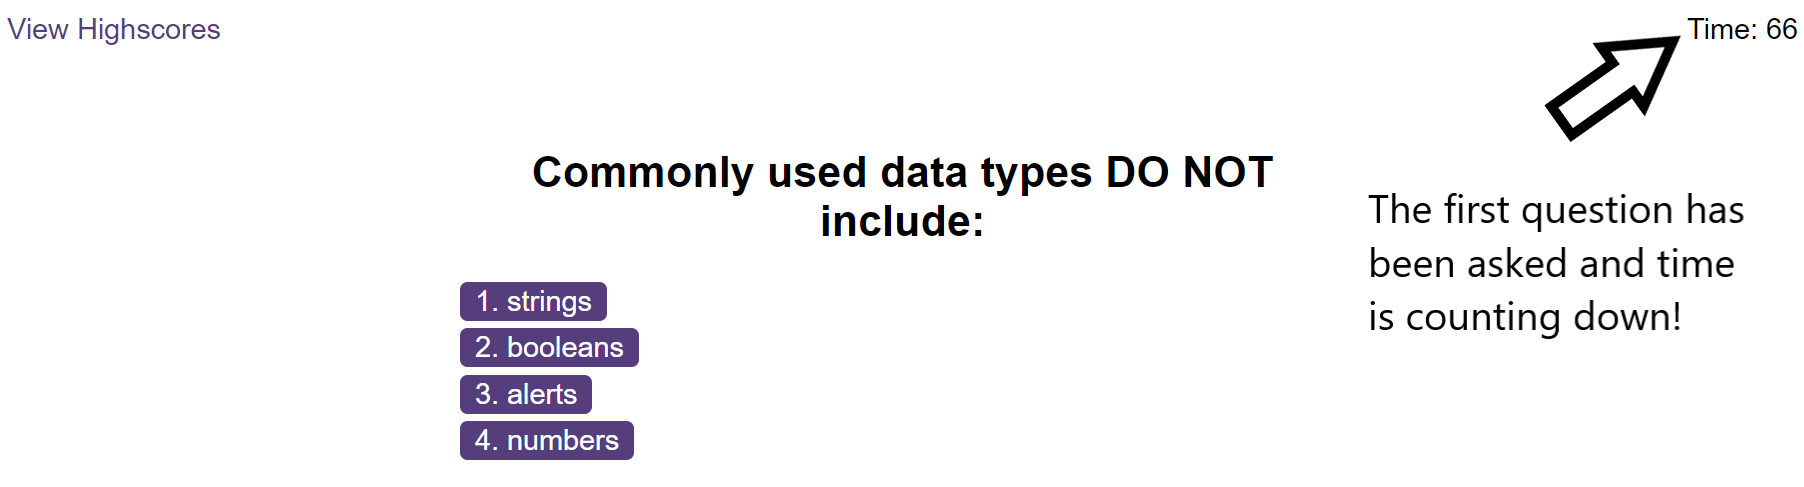 View Highscores
Time: 66
Commonly used data types DO NOT
include:
1. strings
2. booleans
3. alerts
4. numbers
The first question has
been asked and time
is counting down!